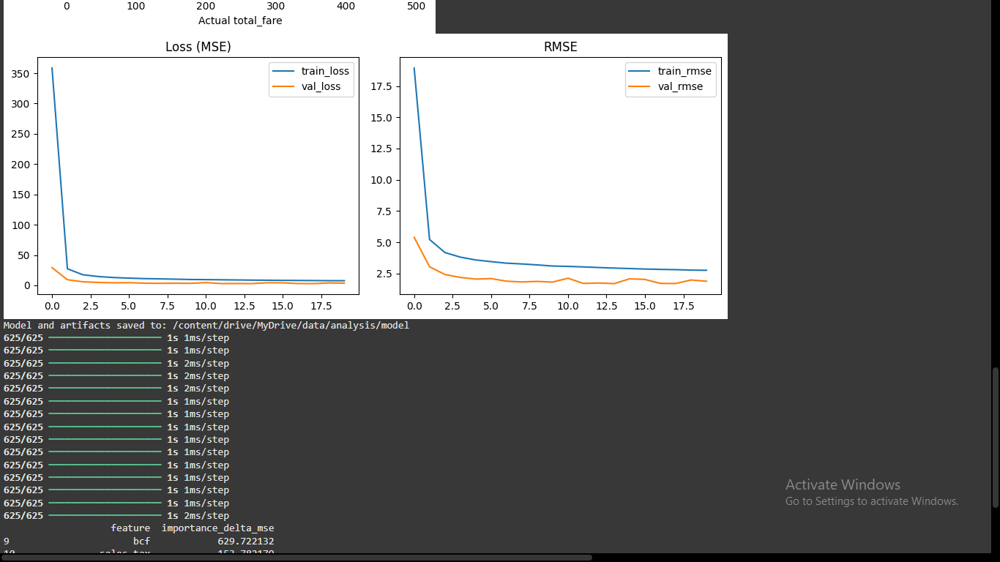 0 100 200 300 400 500
Actual total_fare
Loss (MSE)
train_loss
val_loss
350
300
250
200
150
100
50
0
0.0 2.5 5.0 7.5 10.0 12.5 15.0 17.5
RMSE
train_rmse
val_rmse
17.5
15.0
12.5
10.0
7.5
5.0
2.5
0.0 2.5 5.0 7.5 10.0 12.5 15.0 17.5
Model and artifacts saved to: /content/drive/MyDrive/data/analysis/model
625/625 1s 1ms/step
625/625 1s 1ms/step
625/625 1s 2ms/step
625/625 1s 2ms/step
625/625 1s 2ms/step
625/625 1s 1ms/step
625/625 1s 1ms/step
625/625 1s 1ms/step
625/625 1s 1ms/step
625/625 1s 1ms/step
625/625 1s 1ms/step
625/625 1s 1ms/step
625/625 1s 1ms/step
625/625 1s 1ms/step
625/625 1s 2ms/step
feature importance_delta_mse
9 bcf 629.722132
Activate Windows
Go to Settings to activate Windows.